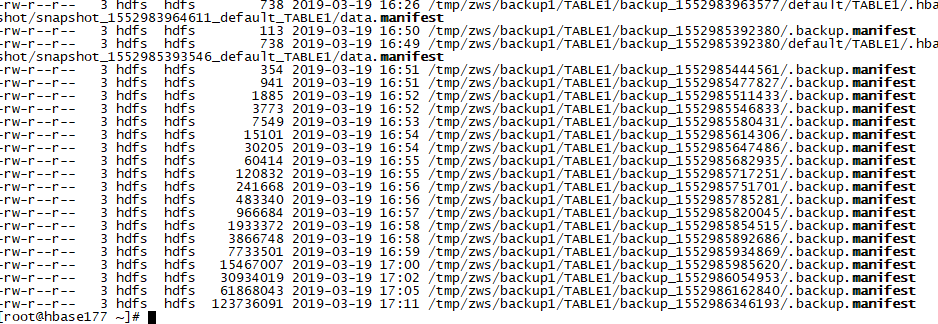 -rw-r--r-- 3 hdfs hdfs 738 2019-03-19 16:26 /tmp/zws/backup1/TABLE1/backup_1552983963577/default/TABLE1/.hba
shot/snapshot_1552983964611_default_TABLE1/data.manifest
-rw-r--r-- 3 hdfs hdfs 113 2019-03-19 16:50 /tmp/zws/backup1/TABLE1/backup_1552985392380/.backup.manifest
-rw-r--r-- 3 hdfs hdfs 738 2019-03-19 16:49 /tmp/zws/backup1/TABLE1/backup_1552985392380/default/TABLE1/.hba
shot/snapshot_1552985393546_default_TABLE1/data.manifest
-rw-r--r-- 3 hdfs hdfs 354 2019-03-19 16:51 /tmp/zws/backup1/TABLE1/backup_1552985444561/.backup.manifest
-rw-r--r-- 3 hdfs hdfs 941 2019-03-19 16:51 /tmp/zws/backup1/TABLE1/backup_1552985477827/.backup.manifest
-rw-r--r-- 3 hdfs hdfs 1885 2019-03-19 16:52 /tmp/zws/backup1/TABLE1/backup_1552985511433/.backup.manifest
-rw-r--r-- 3 hdfs hdfs 3773 2019-03-19 16:52 /tmp/zws/backup1/TABLE1/backup_1552985546833/.backup.manifest
-rw-r--r-- 3 hdfs hdfs 7549 2019-03-19 16:53 /tmp/zws/backup1/TABLE1/backup_1552985580431/.backup.manifest
-rw-r--r-- 3 hdfs hdfs 15101 2019-03-19 16:54 /tmp/zws/backup1/TABLE1/backup_1552985614306/.backup.manifest
-rw-r--r-- 3 hdfs hdfs 30205 2019-03-19 16:54 /tmp/zws/backup1/TABLE1/backup_1552985647486/.backup.manifest
-rw-r--r-- 3 hdfs hdfs 60414 2019-03-19 16:55 /tmp/zws/backup1/TABLE1/backup_1552985682935/.backup.manifest
-rw-r--r-- 3 hdfs hdfs 120832 2019-03-19 16:55 /tmp/zws/backup1/TABLE1/backup_1552985717251/.backup.manifest
-rw-r--r-- 3 hdfs hdfs 241668 2019-03-19 16:56 /tmp/zws/backup1/TABLE1/backup_1552985751701/.backup.manifest
-rw-r--r-- 3 hdfs hdfs 483340 2019-03-19 16:56 /tmp/zws/backup1/TABLE1/backup_1552985785281/.backup.manifest
-rw-r--r-- 3 hdfs hdfs 966684 2019-03-19 16:57 /tmp/zws/backup1/TABLE1/backup_1552985820045/.backup.manifest
-rw-r--r-- 3 hdfs hdfs 1933372 2019-03-19 16:58 /tmp/zws/backup1/TABLE1/backup_1552985854515/.backup.manifest
-rw-r--r-- 3 hdfs hdfs 3866748 2019-03-19 16:58 /tmp/zws/backup1/TABLE1/backup_1552985892686/.backup.manifest
-rw-r--r-- 3 hdfs hdfs 7733501 2019-03-19 16:59 /tmp/zws/backup1/TABLE1/backup_1552985934869/.backup.manifest
-rw-r--r-- 3 hdfs hdfs 15467007 2019-03-19 17:00 /tmp/zws/backup1/TABLE1/backup_1552985985620/.backup.manifest
-rw-r--r-- 3 hdfs hdfs 30934019 2019-03-19 17:02 /tmp/zws/backup1/TABLE1/backup_1552986054953/.backup.manifest
-rw-r--r-- 3 hdfs hdfs 61868043 2019-03-19 17:05 /tmp/zws/backup1/TABLE1/backup_1552986162840/.backup.manifest
-rw-r--r-- 3 hdfs hdfs 123736091 2019-03-19 17:11 /tmp/zws/backup1/TABLE1/backup_1552986346193/.backup.manifest
[root@hbase177 ~]#